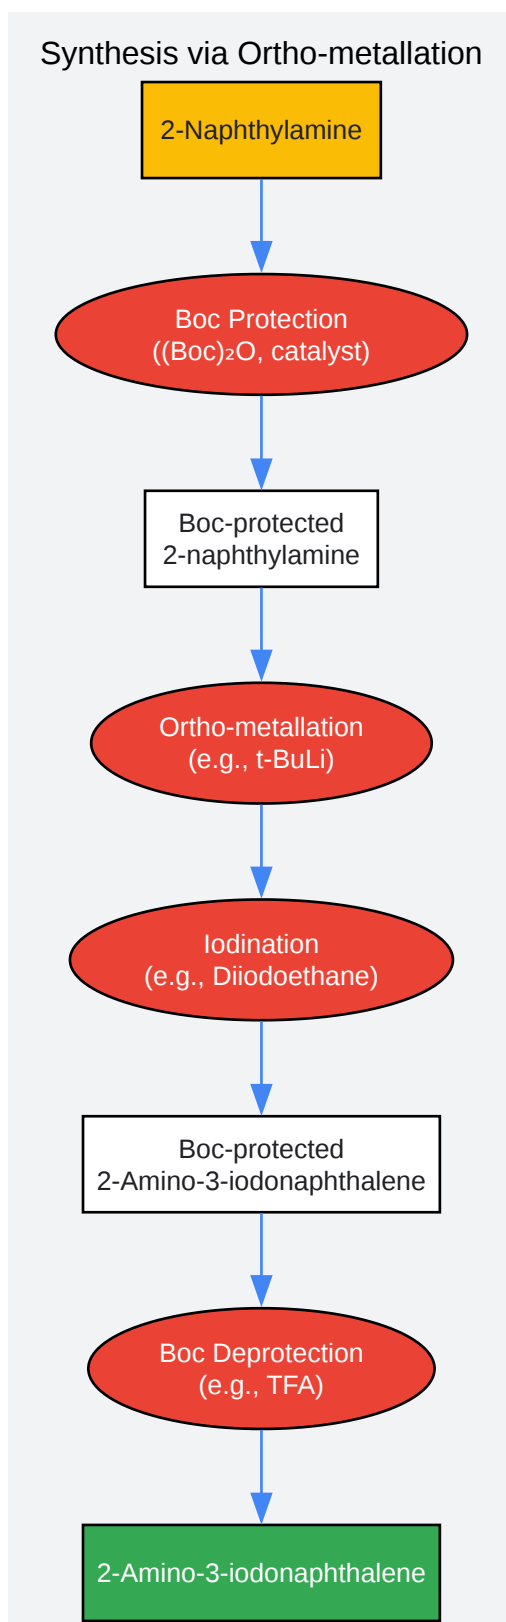 Synthesis via Ortho-metallation
2-Naphthylamine
Boc Protection
((Boc)₂O, catalyst)
Boc-protected
2-naphthylamine
Ortho-metallation
(e.g., t-BuLi)
Iodination
(e.g., Diiodoethane)
Boc-protected
2-Amino-3-iodonaphthalene
Boc Deprotection
(e.g., TFA)
2-Amino-3-iodonaphthalene